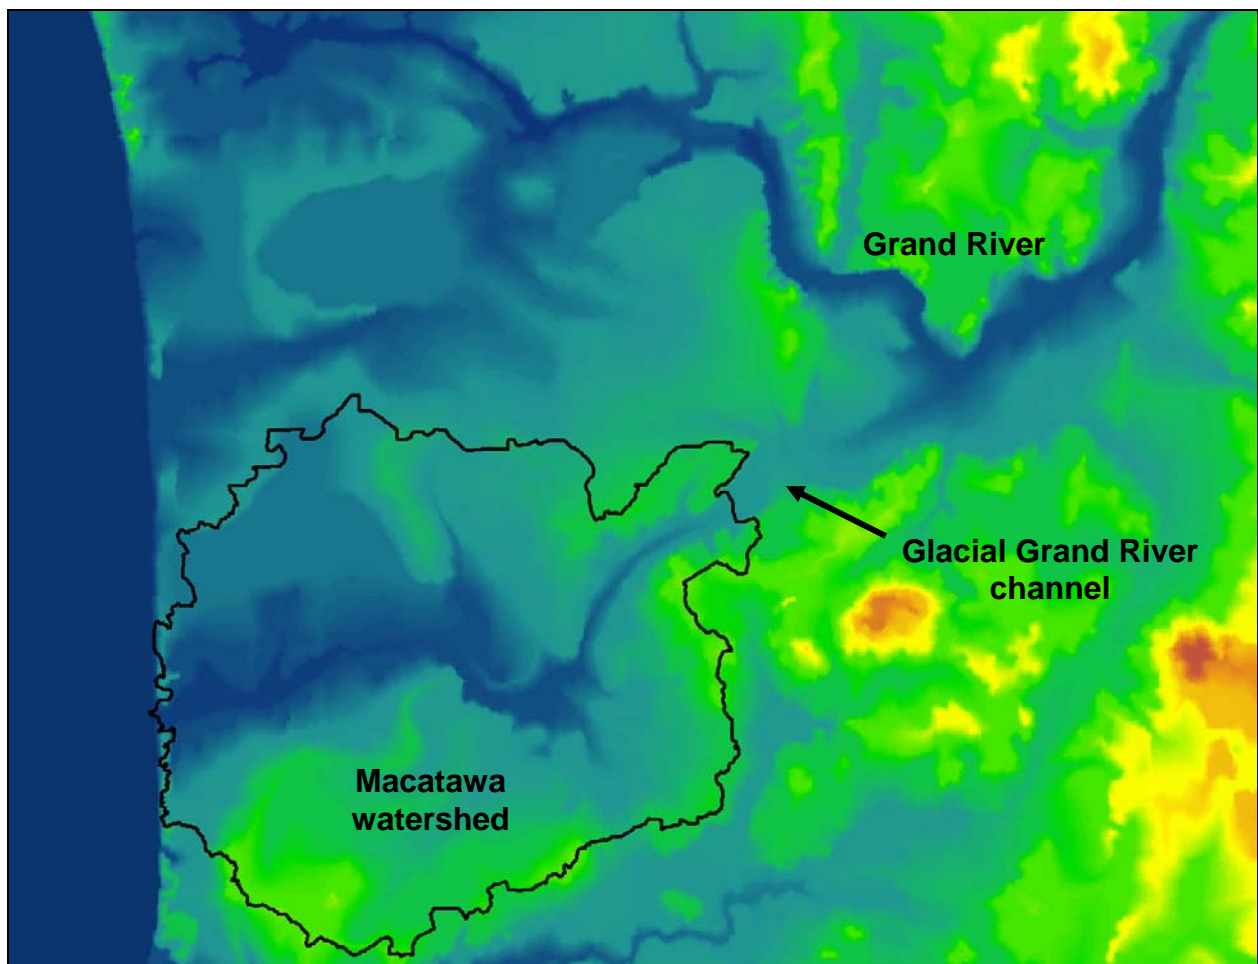 Grand River
Glacial Grand River
channel
Macatawa
watershed